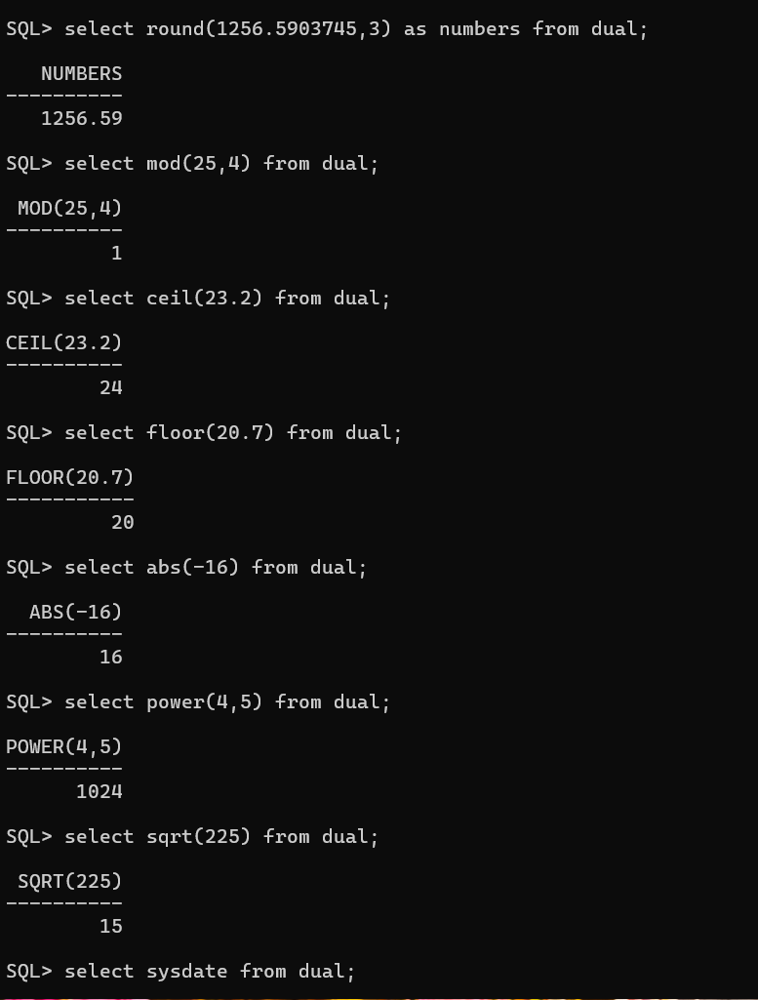 SQL> select round(1256.5903745,3) as numbers from dual;
NUMBERS
----------
1256.59
SQL> select mod(25,4) from dual;
MOD(25,4)
----------
1
SQL> select ceil(23.2) from dual;
CEIL(23.2)
----------
24
SQL> select floor(20.7) from dual;
FLOOR(20.7)
-----------
20
SQL> select abs(-16) from dual;
ABS(-16)
----------
16
SQL> select power(4,5) from dual;
POWER(4,5)
----------
1024
SQL> select sqrt(225) from dual;
SQRT(225)
----------
15
SQL> select sysdate from dual;